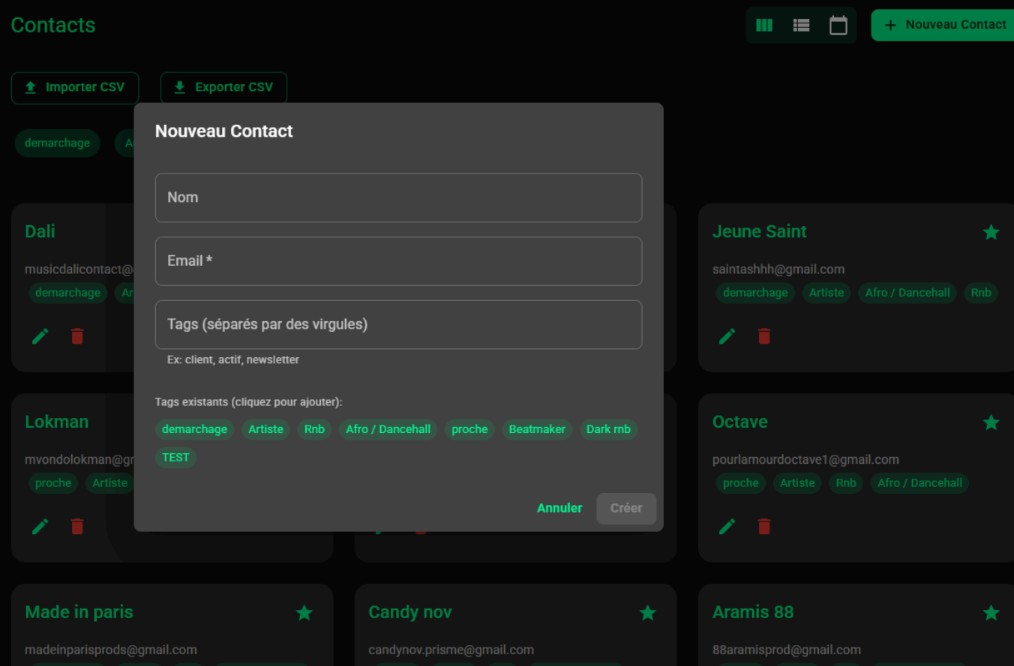 Contacts
Nouveau Contact
Importer CSV
Exporter CSV
demarchage
Nouveau Contact
Nom
Email *
Tags (séparés par des virgules)
Ex: client, actif, newsletter
Tags existants (cliquez pour ajouter):
demarchage Artiste Rnb Afro / Dancehall proche Beatmaker Dark rnb
TEST
Annuler Créer
Dali
musicdalicontact@
demarchage
Jeune Saint
saintashhh@gmail.com
demarchage Artiste Afro / Dancehall Rnb
Lokman
mvondolokman@gr
proche Artiste
Octave
pourlamourdoctave1@gmail.com
proche Artiste Rnb Afro / Dancehall
Made in paris
madeinparisprods@gmail.com
Candy nov
candynov.prisme@gmail.com
Aramis 88
88aramisprod@gmail.com